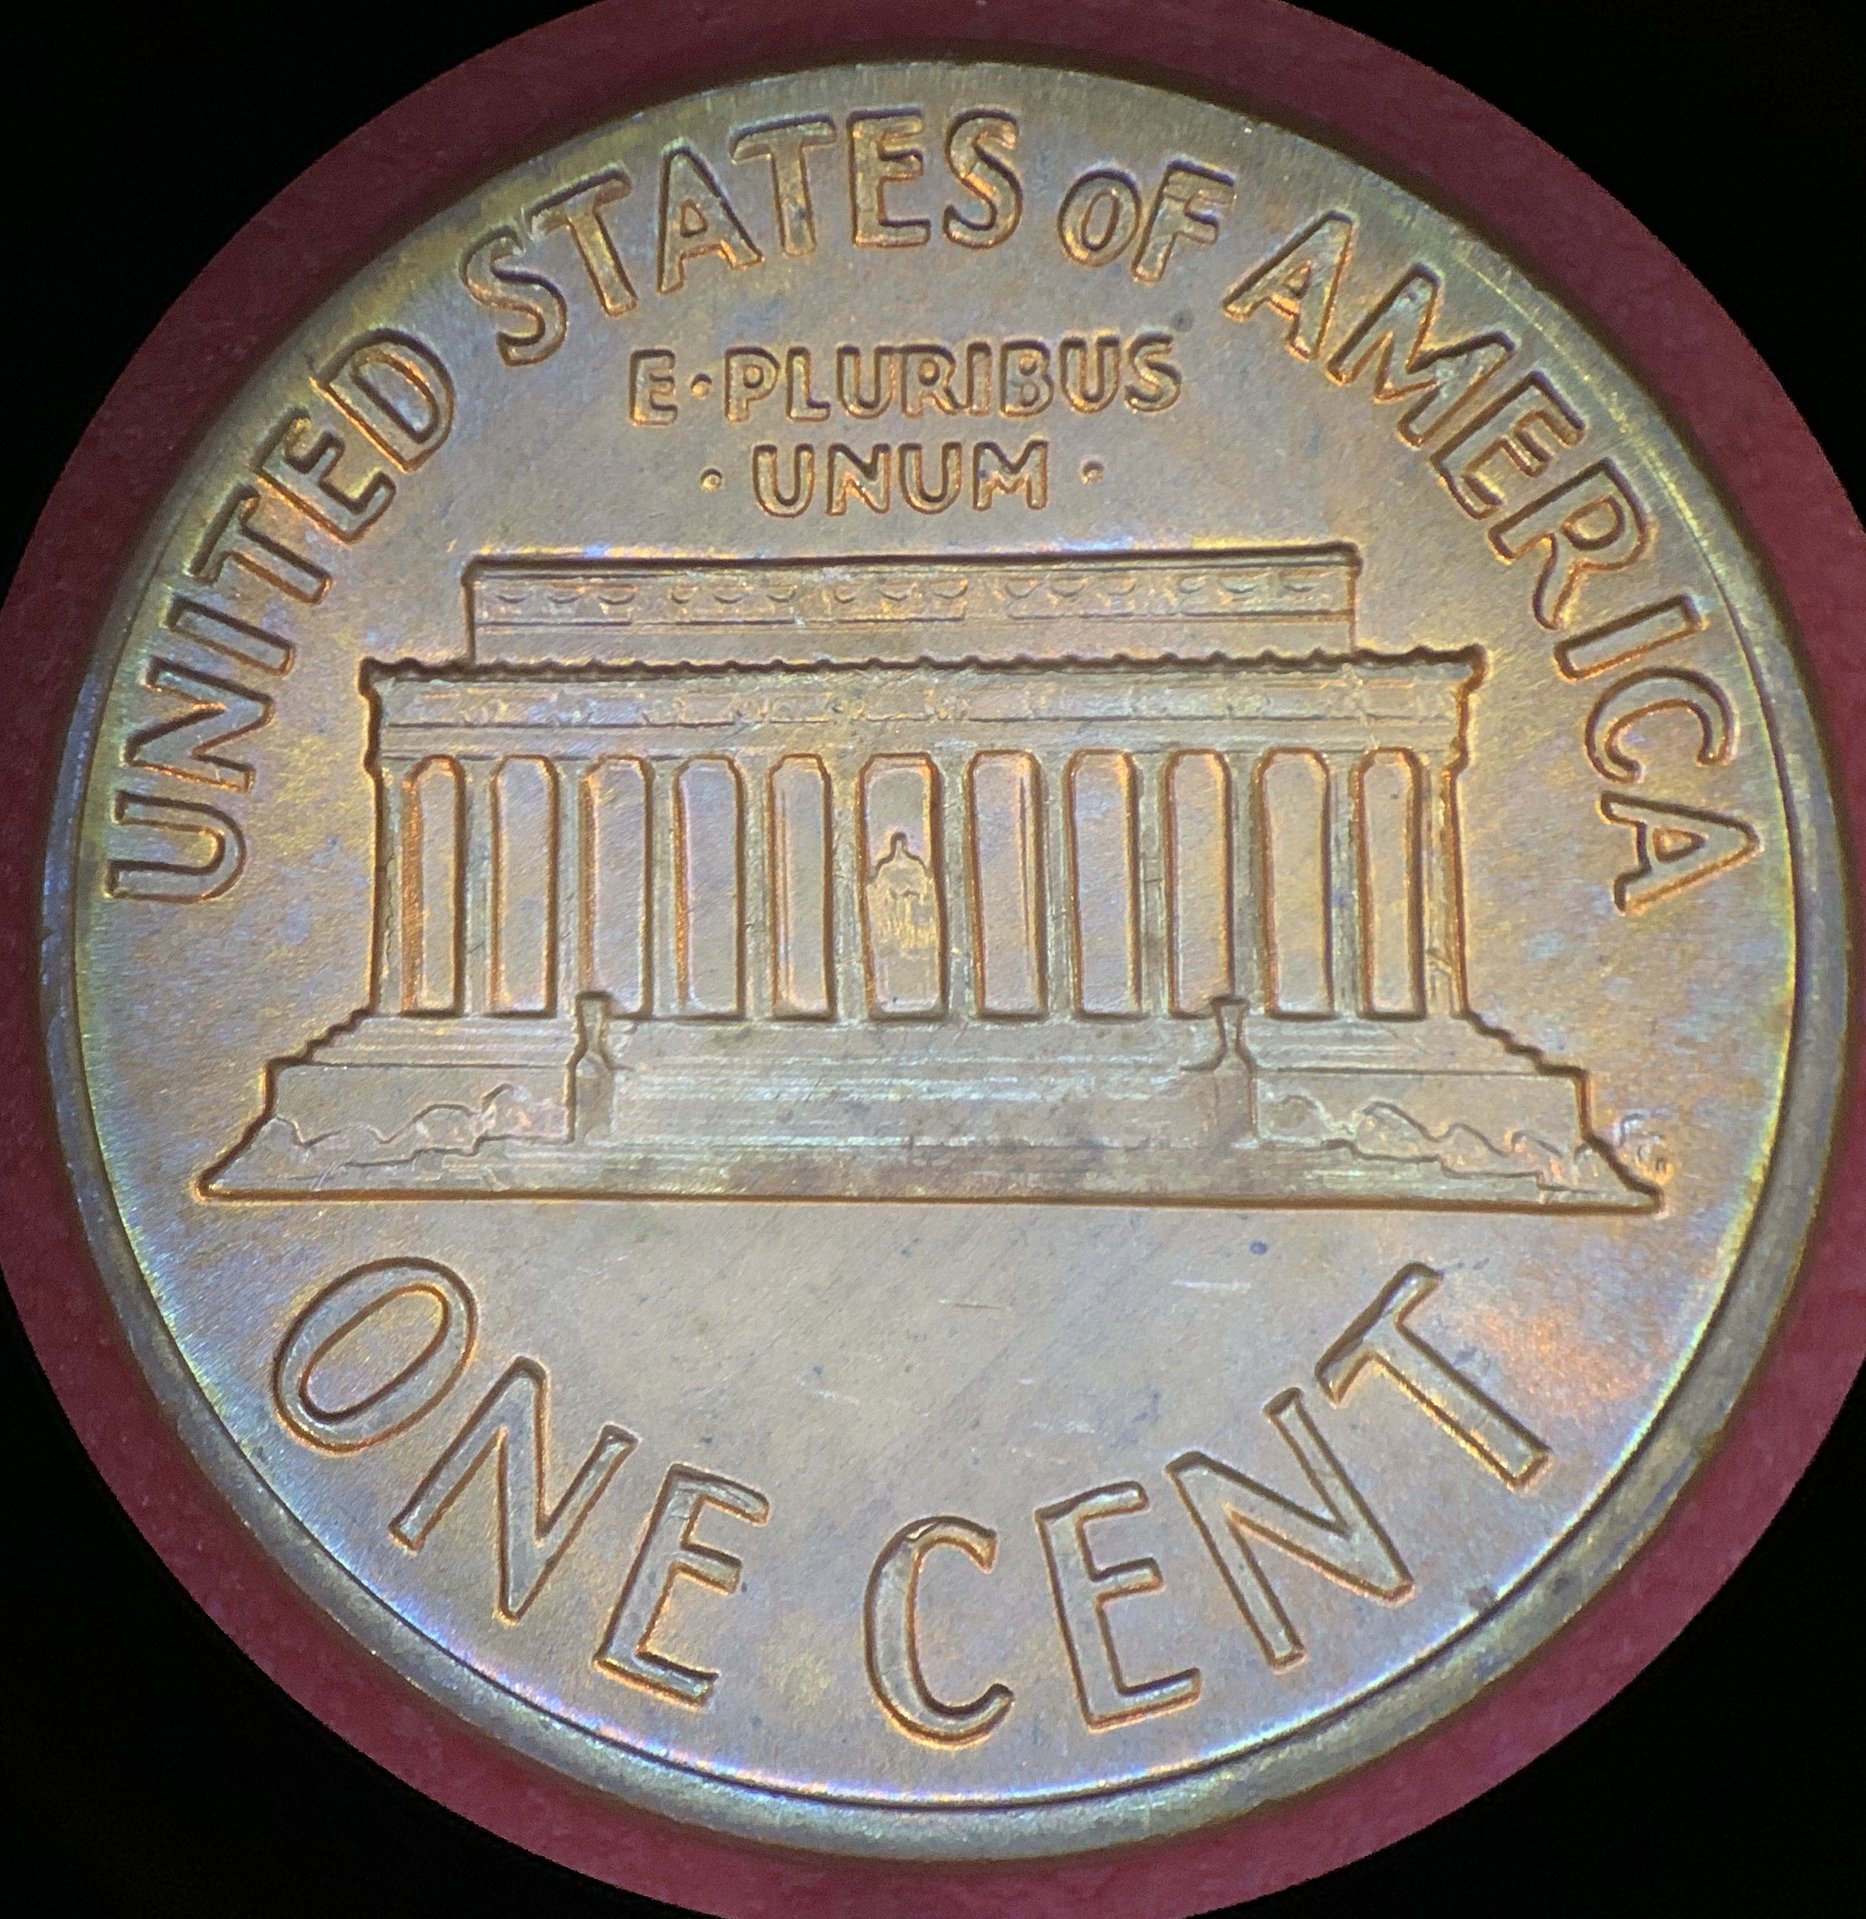 UNITED STATES OF AMERICA
E·PLURIBUS
·UNUM·
ONE CENT